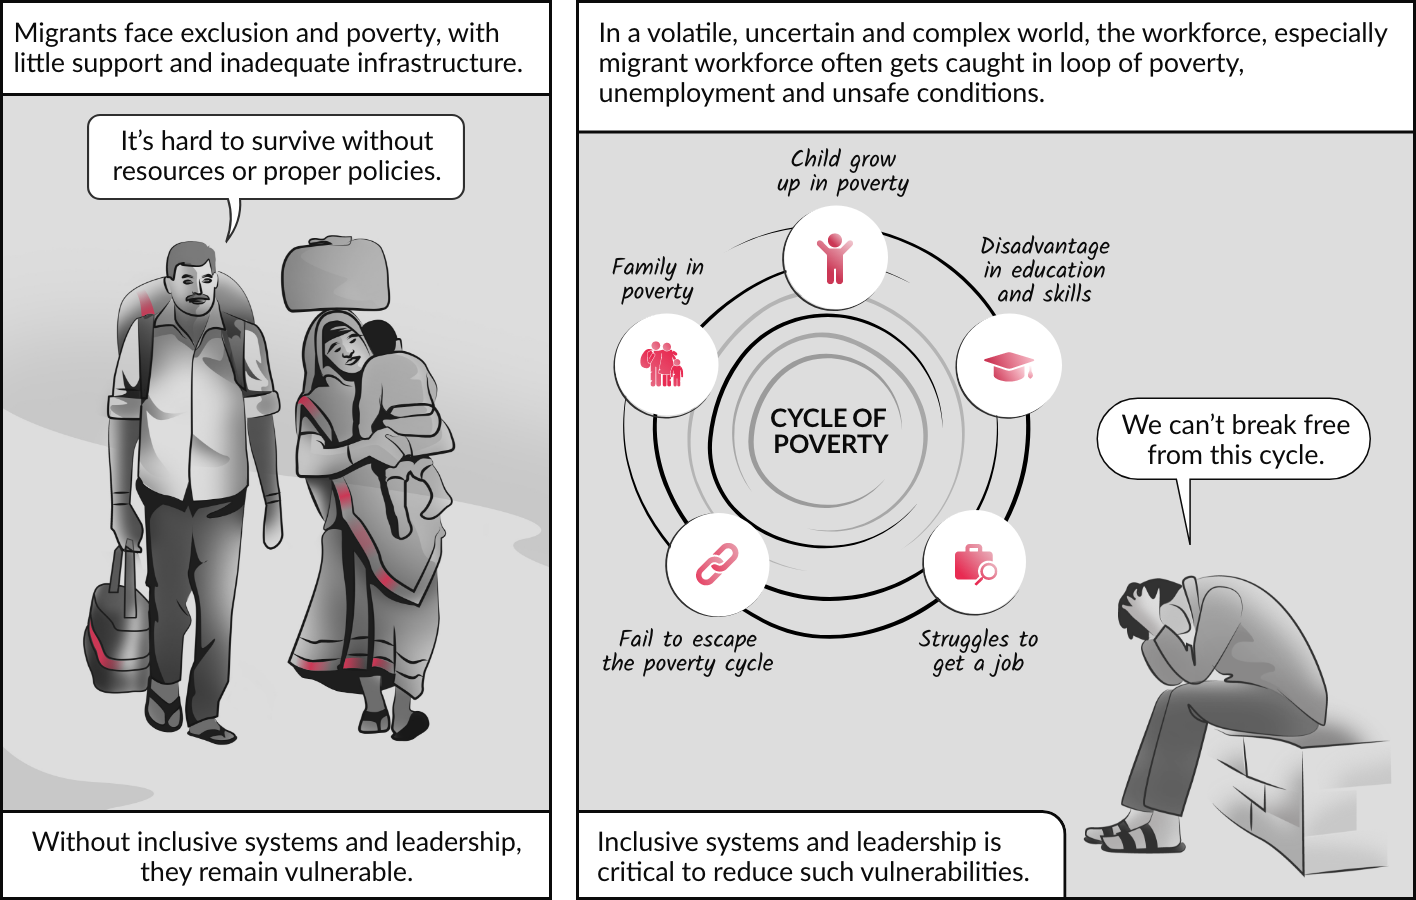 Migrants face exclusion and poverty, with
little support and inadequate infrastructure.
It’s hard to survive without
resources or proper policies.
Without inclusive systems and leadership,
they remain vulnerable.
In a volatile, uncertain and complex world, the workforce, especially
migrant workforce often gets caught in loop of poverty,
unemployment and unsafe conditions.
Child grow
up in poverty
Disadvantage
in education
and skills
Family in
poverty
CYCLE OF
POVERTY
We can’t break free
from this cycle.
Fail to escape
the poverty cycle
Struggles to
get a job
Inclusive systems and leadership is
critical to reduce such vulnerabilities.